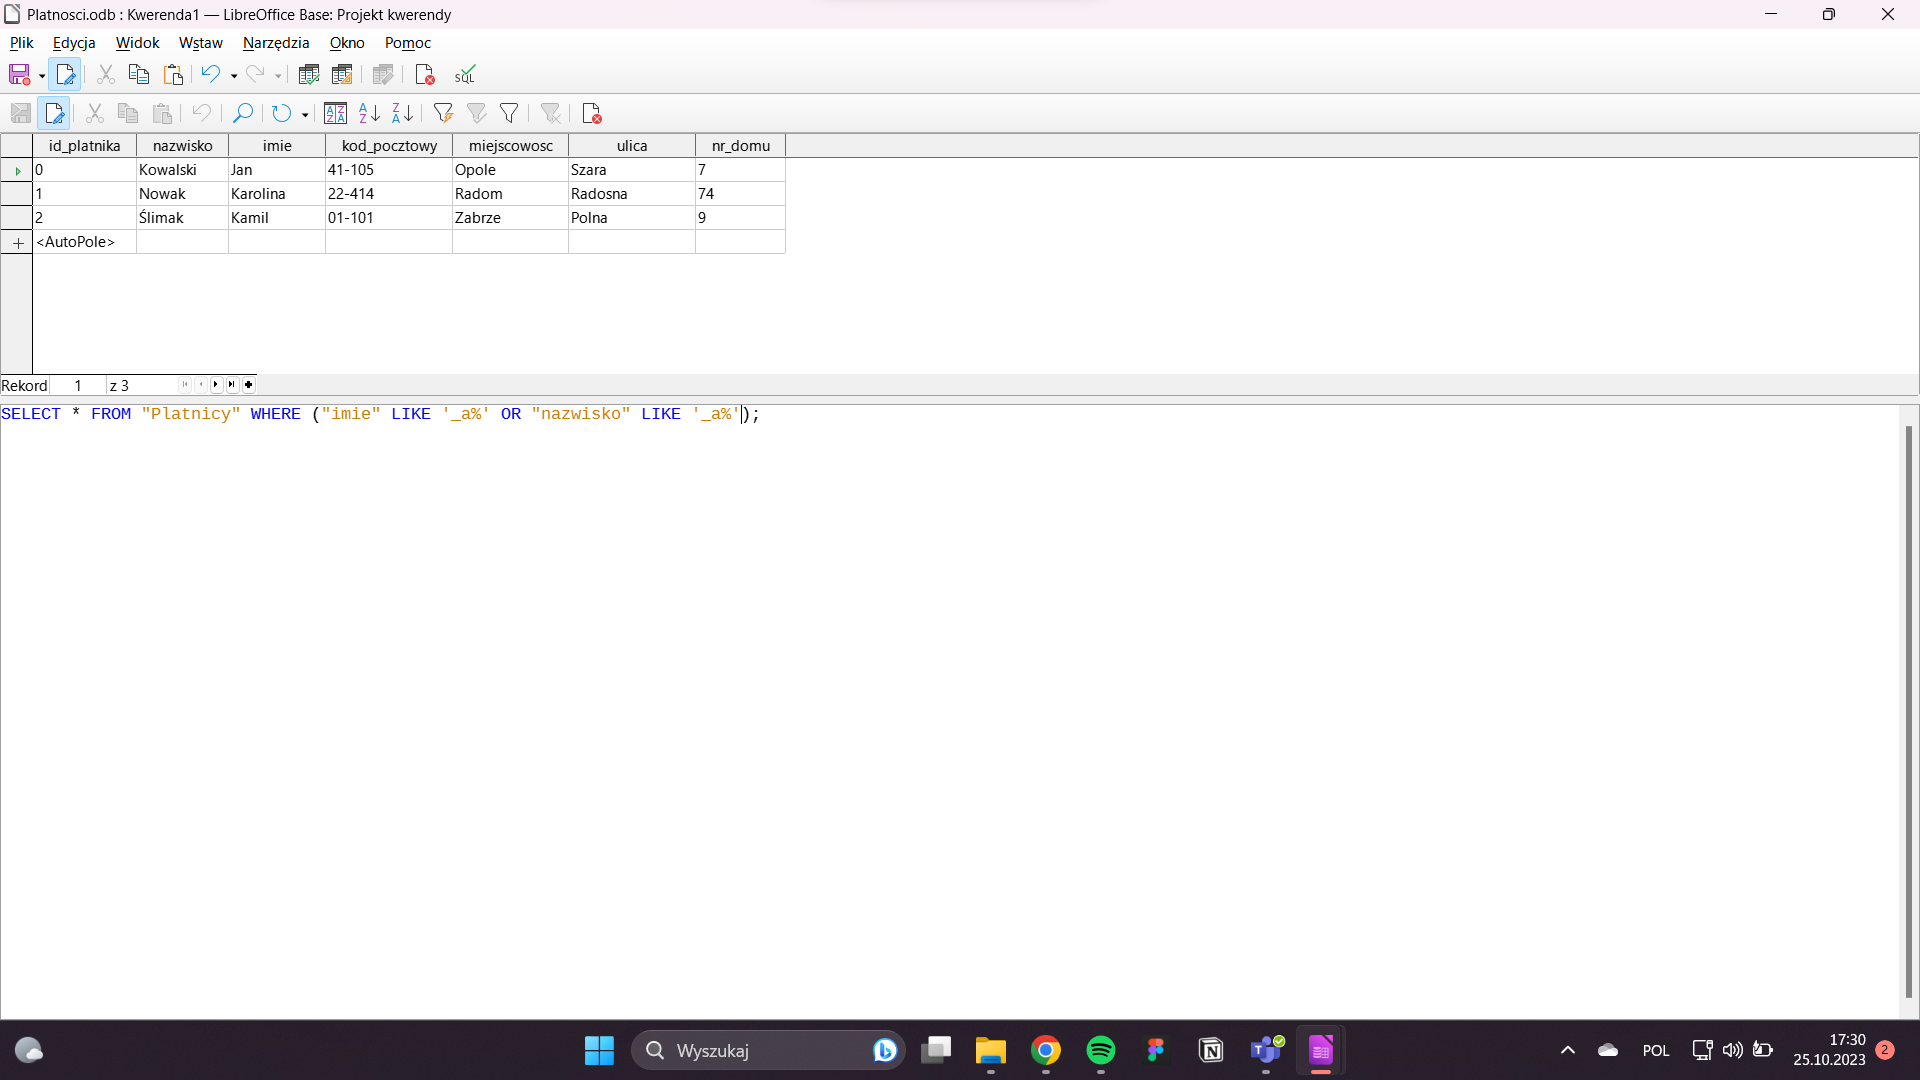 Platnosci.odb : Kwerenda1 — LibreOffice Base: Projekt kwerendy
Plik Edycja Widok Wstaw Narzędzia Okno Pomoc
SQL
id_platnika nazwisko imie kod_pocztowy miejscowosc ulica nr_domu
0 Kowalski Jan 41-105 Opole Szara 7
1 Nowak Karolina 22-414 Radom Radosna 74
2 Ślimak Kamil 01-101 Zabrze Polna 9
<AutoPole>
Rekord 1 z 3
SELECT * FROM "Platnicy" WHERE ("imie" LIKE '_a%' OR "nazwisko" LIKE '_a%');
Wyszukaj
POL
17:30
25.10.2023
2